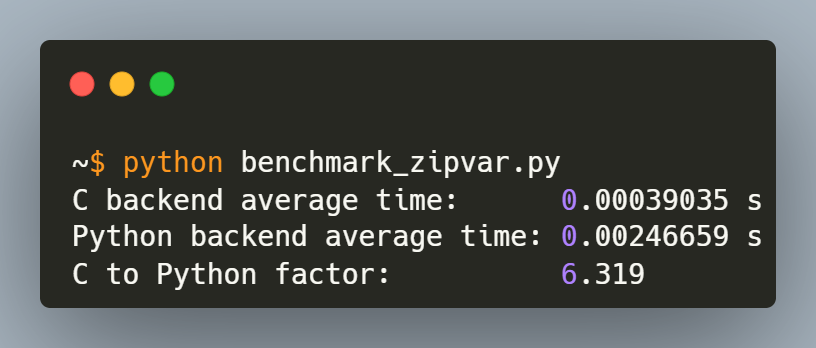 ~$ python benchmark_zipvar.py
C backend average time:      0.00039035 s
Python backend average time: 0.00246659 s
C to Python factor:          6.319